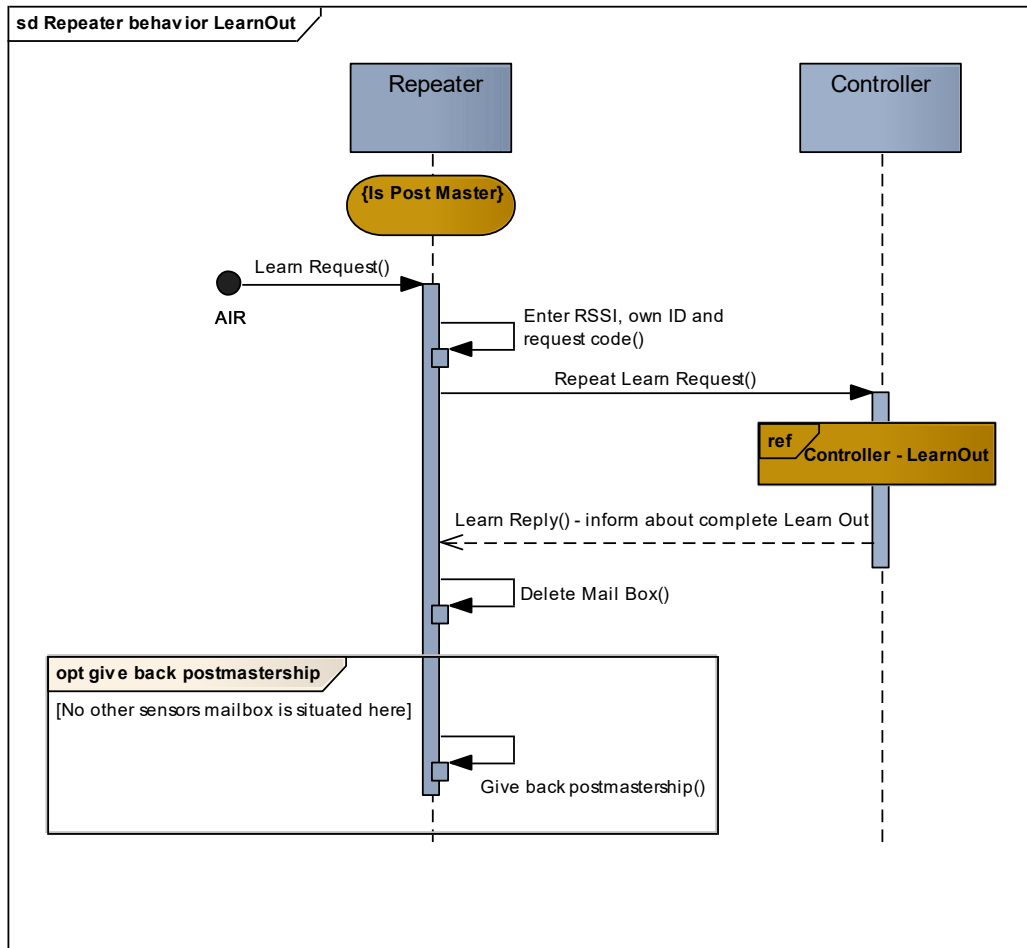 sd Repeater behavior LearnOut
Repeater
Controller
{Is Post Master}
Learn Request()
AIR
Enter RSSI, own ID and
request code()
Repeat Learn Request()
ref
Controller - LearnOut
Learn Reply() - inform about complete Learn Out
Delete Mail Box()
opt give back postmastership
[No other sensors mailbox is situated here]
Give back postmastership()